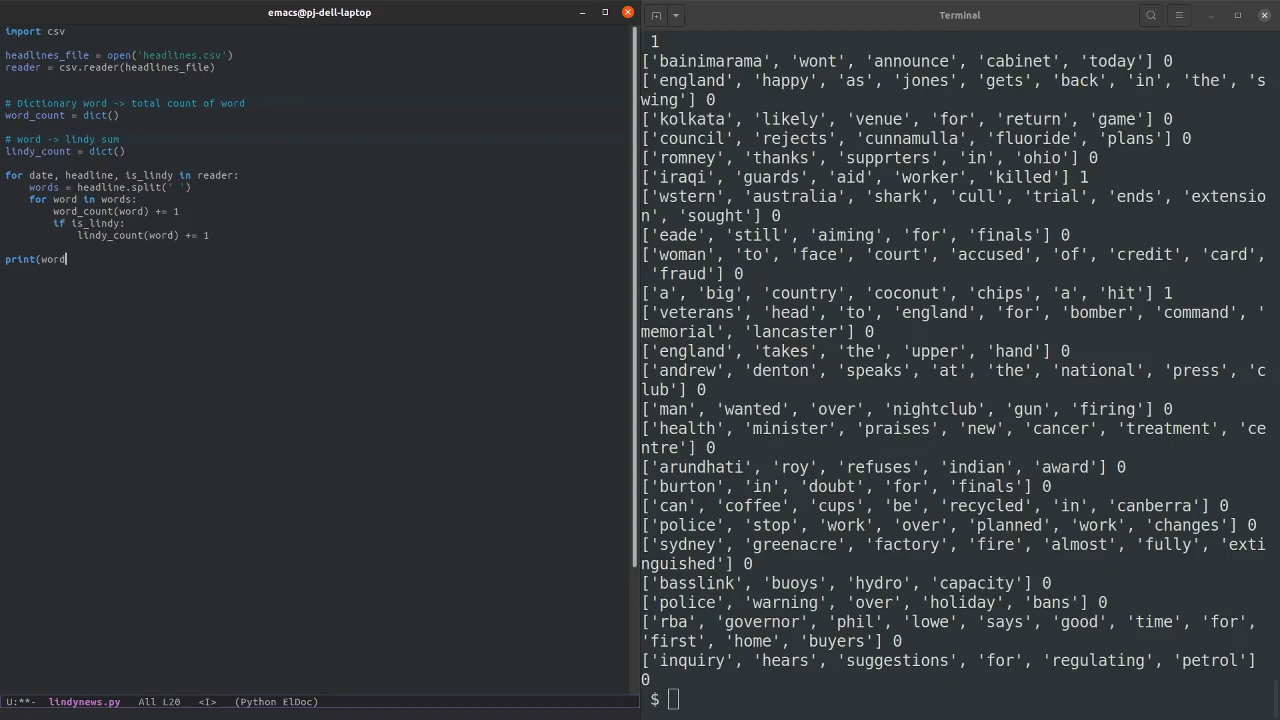 emacs@pj-dell-laptop
import csv
headlines_file = open('headlines.csv')
reader = csv.reader(headlines_file)
# Dictionary word -> total count of word
word_count = dict()
# word -> lindy sum
lindy_count = dict()
for date, headline, is_lindy in reader:
    words = headline.split(' ')
    for word in words:
        word_count(word) += 1
        if is_lindy:
            lindy_count(word) += 1
print(word
U:**-  lindynews.py   All L20   <I>   (Python ElDoc)
Terminal
 1
['bainimarama', 'wont', 'announce', 'cabinet', 'today'] 0
['england', 'happy', 'as', 'jones', 'gets', 'back', 'in', 'the', 's
wing'] 0
['kolkata', 'likely', 'venue', 'for', 'return', 'game'] 0
['council', 'rejects', 'cunnamulla', 'fluoride', 'plans'] 0
['romney', 'thanks', 'supprters', 'in', 'ohio'] 0
['iraqi', 'guards', 'aid', 'worker', 'killed'] 1
['wstern', 'australia', 'shark', 'cull', 'trial', 'ends', 'extensio
n', 'sought'] 0
['eade', 'still', 'aiming', 'for', 'finals'] 0
['woman', 'to', 'face', 'court', 'accused', 'of', 'credit', 'card',
 'fraud'] 0
['a', 'big', 'country', 'coconut', 'chips', 'a', 'hit'] 1
['veterans', 'head', 'to', 'england', 'for', 'bomber', 'command', '
memorial', 'lancaster'] 0
['england', 'takes', 'the', 'upper', 'hand'] 0
['andrew', 'denton', 'speaks', 'at', 'the', 'national', 'press', 'c
lub'] 0
['man', 'wanted', 'over', 'nightclub', 'gun', 'firing'] 0
['health', 'minister', 'praises', 'new', 'cancer', 'treatment', 'ce
ntre'] 0
['arundhati', 'roy', 'refuses', 'indian', 'award'] 0
['burton', 'in', 'doubt', 'for', 'finals'] 0
['can', 'coffee', 'cups', 'be', 'recycled', 'in', 'canberra'] 0
['police', 'stop', 'work', 'over', 'planned', 'work', 'changes'] 0
['sydney', 'greenacre', 'factory', 'fire', 'almost', 'fully', 'exti
nguished'] 0
['basslink', 'buoys', 'hydro', 'capacity'] 0
['police', 'warning', 'over', 'holiday', 'bans'] 0
['rba', 'governor', 'phil', 'lowe', 'says', 'good', 'time', 'for',
'first', 'home', 'buyers'] 0
['inquiry', 'hears', 'suggestions', 'for', 'regulating', 'petrol']
0
 $